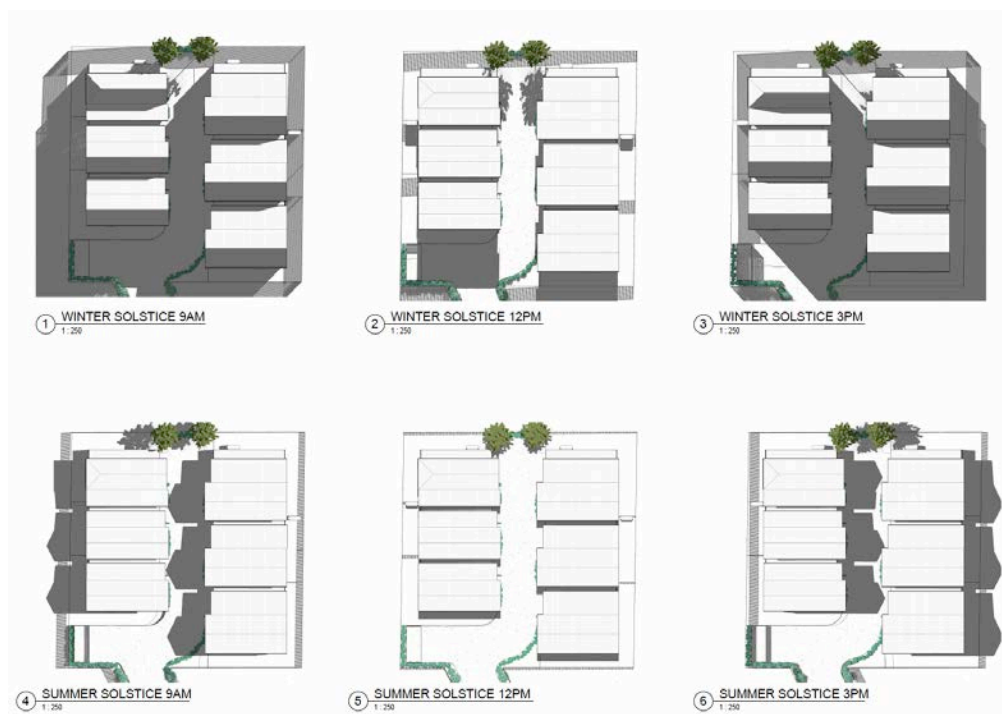 1 WINTER SOLSTICE 9AM
1 : 250
2 WINTER SOLSTICE 12PM
1 : 250
3 WINTER SOLSTICE 3PM
1 : 250
4 SUMMER SOLSTICE 9AM
1 : 250
5 SUMMER SOLSTICE 12PM
1 : 250
6 SUMMER SOLSTICE 3PM
1 : 250